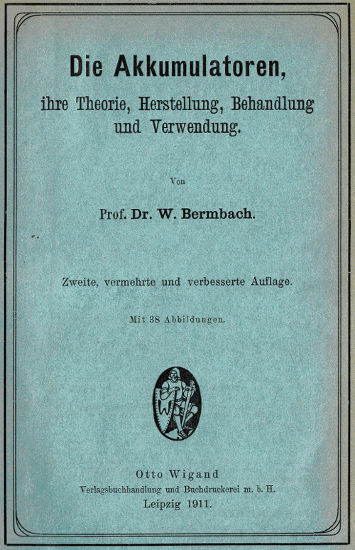 Die Akkumulatoren,
ihre Theorie, Herstellung, Behandlung
und Verwendung.
Von
Prof. Dr. W. Bermbach.
Zweite, vermehrte und verbesserte Auflage.
Mit 38 Abbildungen.
W
Otto Wigand
Verlagsbuchhandlung und Buchdruckerei m. b. H.
Leipzig 1911.